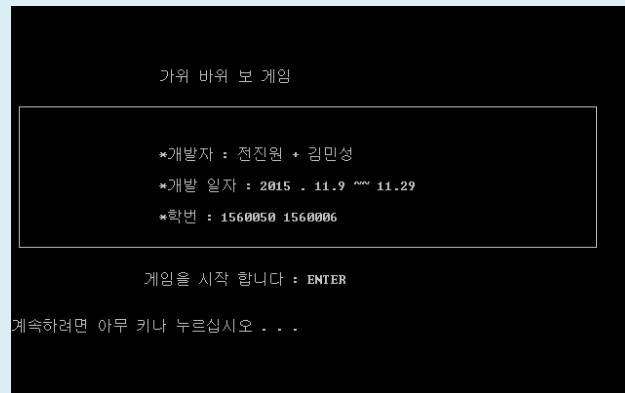 가위 바위 보 게임
*개발자 : 전진원 + 김민성
*개발 일자 : 2015 . 11.9 ~~ 11.29
*학번 : 1560050 1560006
게임을 시작 합니다 : ENTER
계속하려면 아무 키나 누르십시오 . . .